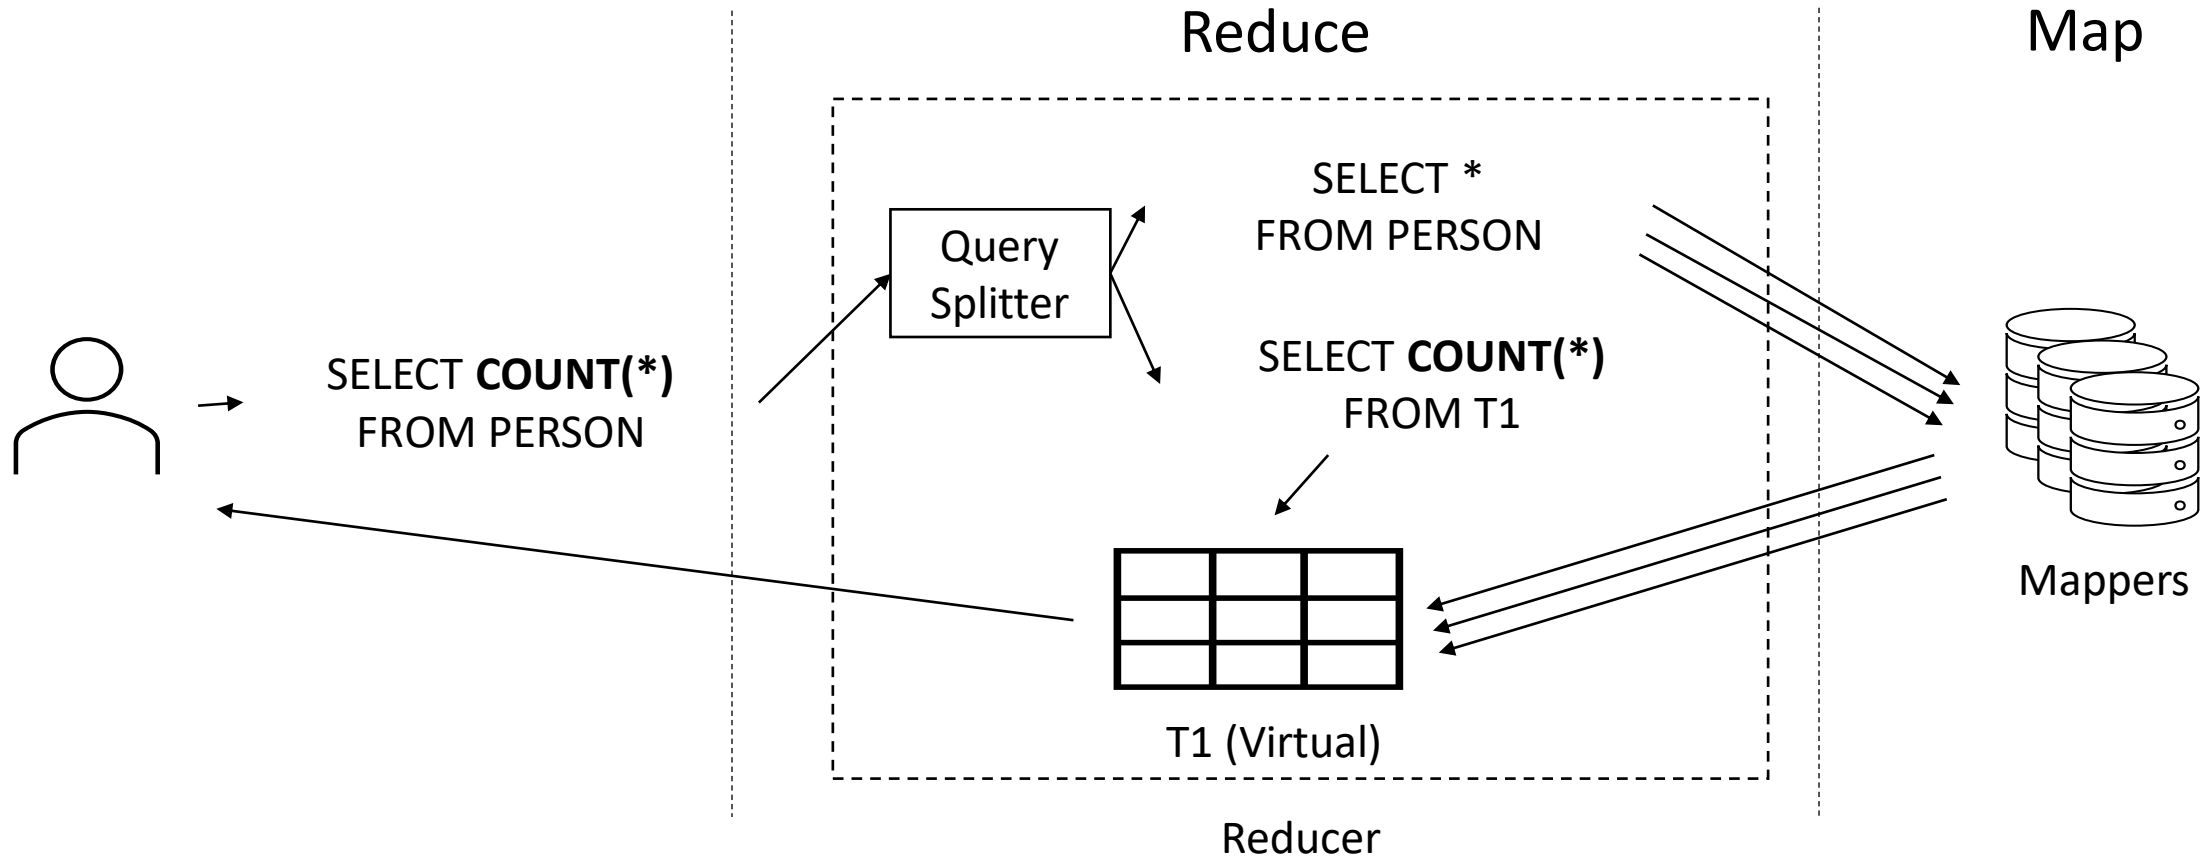 Reduce
Map
SELECT *
FROM PERSON
Query
Splitter
SELECT COUNT(*)
FROM PERSON
SELECT COUNT(*)
FROM T1
Mappers
T1 (Virtual)
Reducer